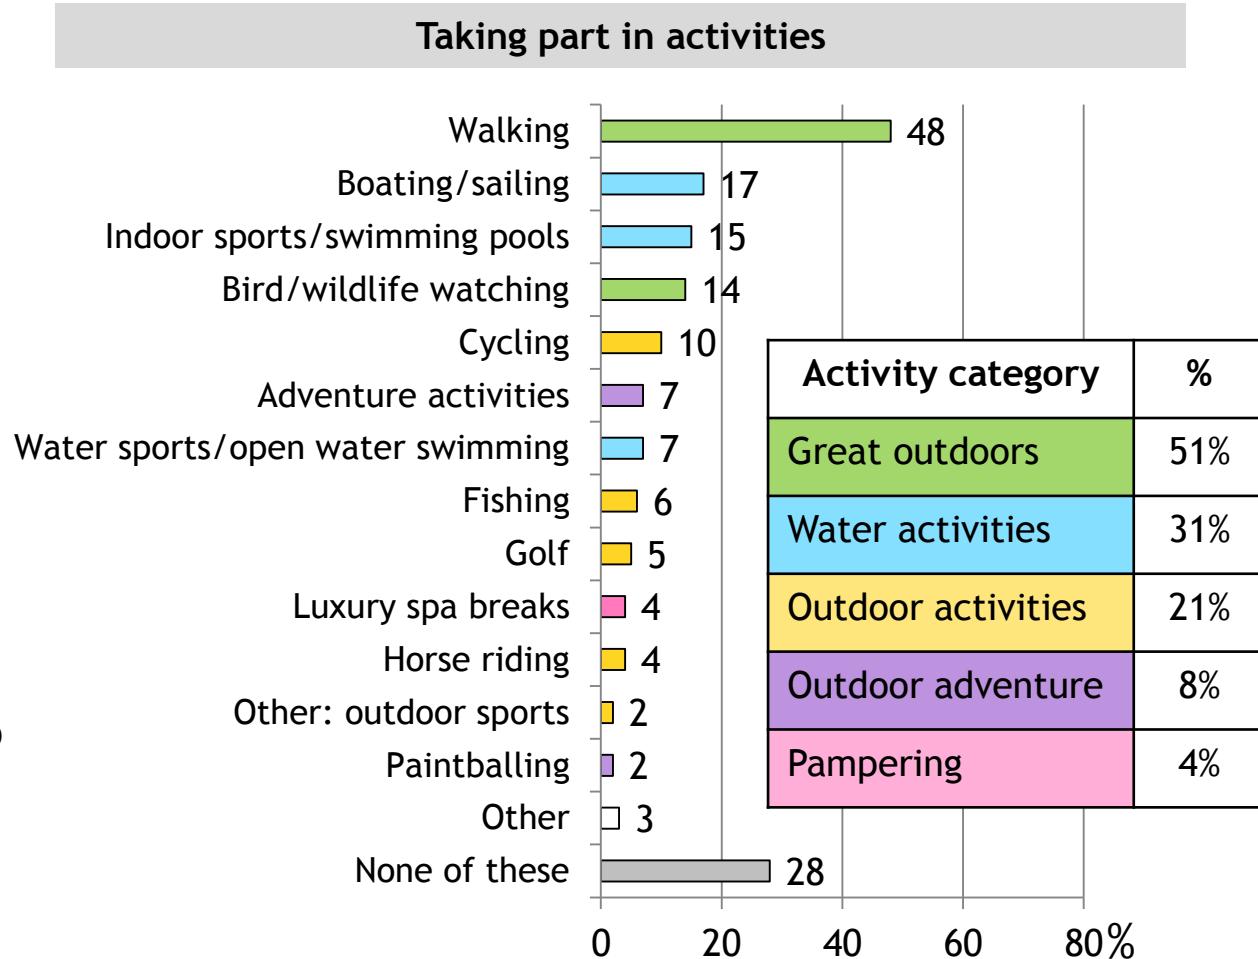 Taking part in activities
Walking 48
Boating/sailing 17
Indoor sports/swimming pools 15
Bird/wildlife watching 14
Cycling 10
Adventure activities 7
Water sports/open water swimming 7
Fishing 6
Golf 5
Luxury spa breaks 4
Horse riding 4
Other: outdoor sports 2
Paintballing 2
Other 3
None of these 28
0 20 40 60 80%
Activity category %
Great outdoors 51%
Water activities 31%
Outdoor activities 21%
Outdoor adventure 8%
Pampering 4%